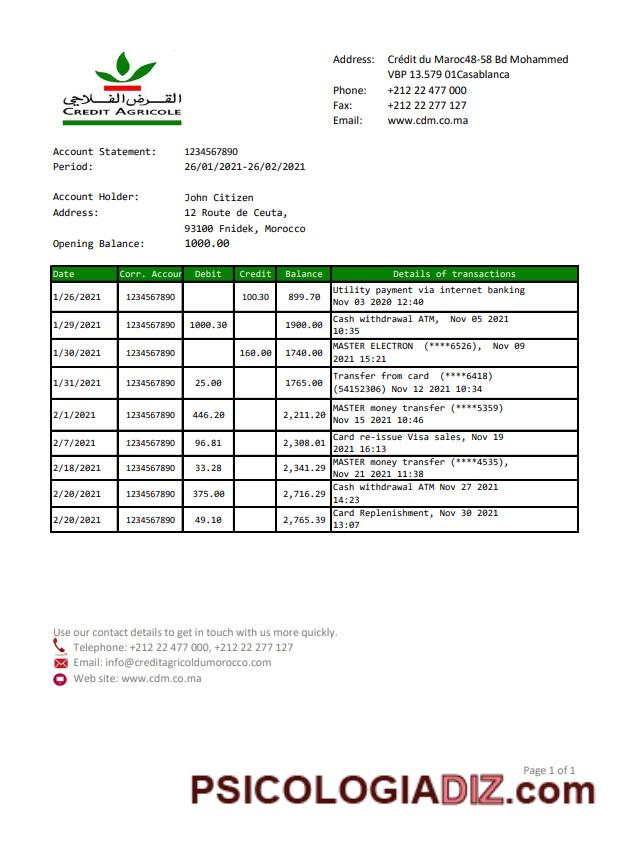 القرض الفلاحي
CREDIT AGRICOLE
Address: Crédit du Maroc48-58 Bd Mohammed
VBP 13.579 01Casablanca
Phone: +212 22 477 000
Fax: +212 22 277 127
Email: www.cdm.co.ma
Account Statement: 1234567890
Period: 26/01/2021-26/02/2021
Account Holder: John Citizen
Address: 12 Route de Ceuta,
93100 Fnidek, Morocco
Opening Balance: 1000.00
Date Corr. Accour Debit Credit Balance Details of transactions
1/26/2021 1234567890 100.30 899.70 Utility payment via internet banking
Nov 03 2020 12:40
1/29/2021 1234567890 1000.30 1900.00 Cash withdrawal ATM, Nov 05 2021
10:35
1/30/2021 1234567890 160.00 1740.00 MASTER ELECTRON (****6526), Nov 09
2021 15:21
1/31/2021 1234567890 25.00 1765.00 Transfer from card (****6418)
(54152306) Nov 12 2021 10:34
2/1/2021 1234567890 446.20 2,211.20 MASTER money transfer (****5359)
Nov 15 2021 10:46
2/7/2021 1234567890 96.81 2,308.01 Card re-issue Visa sales, Nov 19
2021 16:13
2/18/2021 1234567890 33.28 2,341.29 MASTER money transfer (****4535),
Nov 21 2021 11:38
2/20/2021 1234567890 375.00 2,716.29 Cash withdrawal ATM Nov 27 2021
14:23
2/20/2021 1234567890 49.10 2,765.39 Card Replenishment, Nov 30 2021
13:07
Use our contact details to get in touch with us more quickly.
Telephone: +212 22 477 000, +212 22 277 127
Email: info@creditagricoldumorocco.com
Web site: www.cdm.co.ma
Page 1 of 1
PSICOLOGIADIZ.com